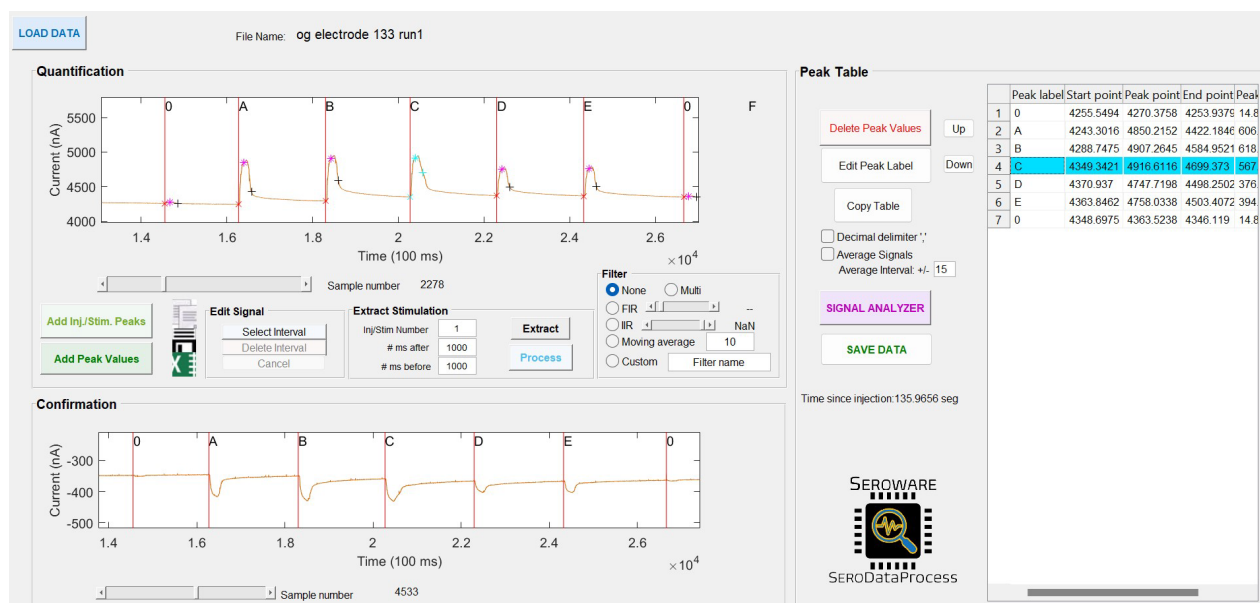 LOAD DATA
File Name: og electrode 133 run1
Quantification
0 A B C D E 0 F
5500
5000
4500
4000
Current (nA)
1.4 1.6 1.8 2 2.2 2.4 2.6
Time (100 ms)
×10^4
Sample number 2278
Add Inj./Stim. Peaks
Add Peak Values
Edit Signal
Select Interval
Delete Interval
Cancel
Extract Stimulation
Inj/Stim Number 1
# ms after 1000
# ms before 1000
Extract
Process
Filter
None Multi
FIR --
IIR NaN
Moving average 10
Custom Filter name
Confirmation
0 A B C D E 0
-300
-400
-500
Current (nA)
1.4 1.6 1.8 2 2.2 2.4 2.6
Time (100 ms)
×10^4
Sample number 4533
Peak Table
Delete Peak Values Up
Edit Peak Label Down
Copy Table
Decimal delimiter ','
Average Signals
Average Interval: +/- 15
SIGNAL ANALYZER
SAVE DATA
Time since injection:135.9656 seg
SEROWARE
SERODATAPROCESS
Peak label Start point Peak point End point Peak
1 0 4255.5494 4270.3758 4253.9379 14.8
2 A 4243.3016 4850.2152 4422.1846 606.
3 B 4288.7475 4907.2645 4584.9521 618.
4 C 4349.3421 4916.6116 4699.373 567
5 D 4370.937 4747.7198 4498.2502 376.
6 E 4363.8462 4758.0338 4503.4072 394.
7 0 4348.6975 4363.5238 4346.119 14.8